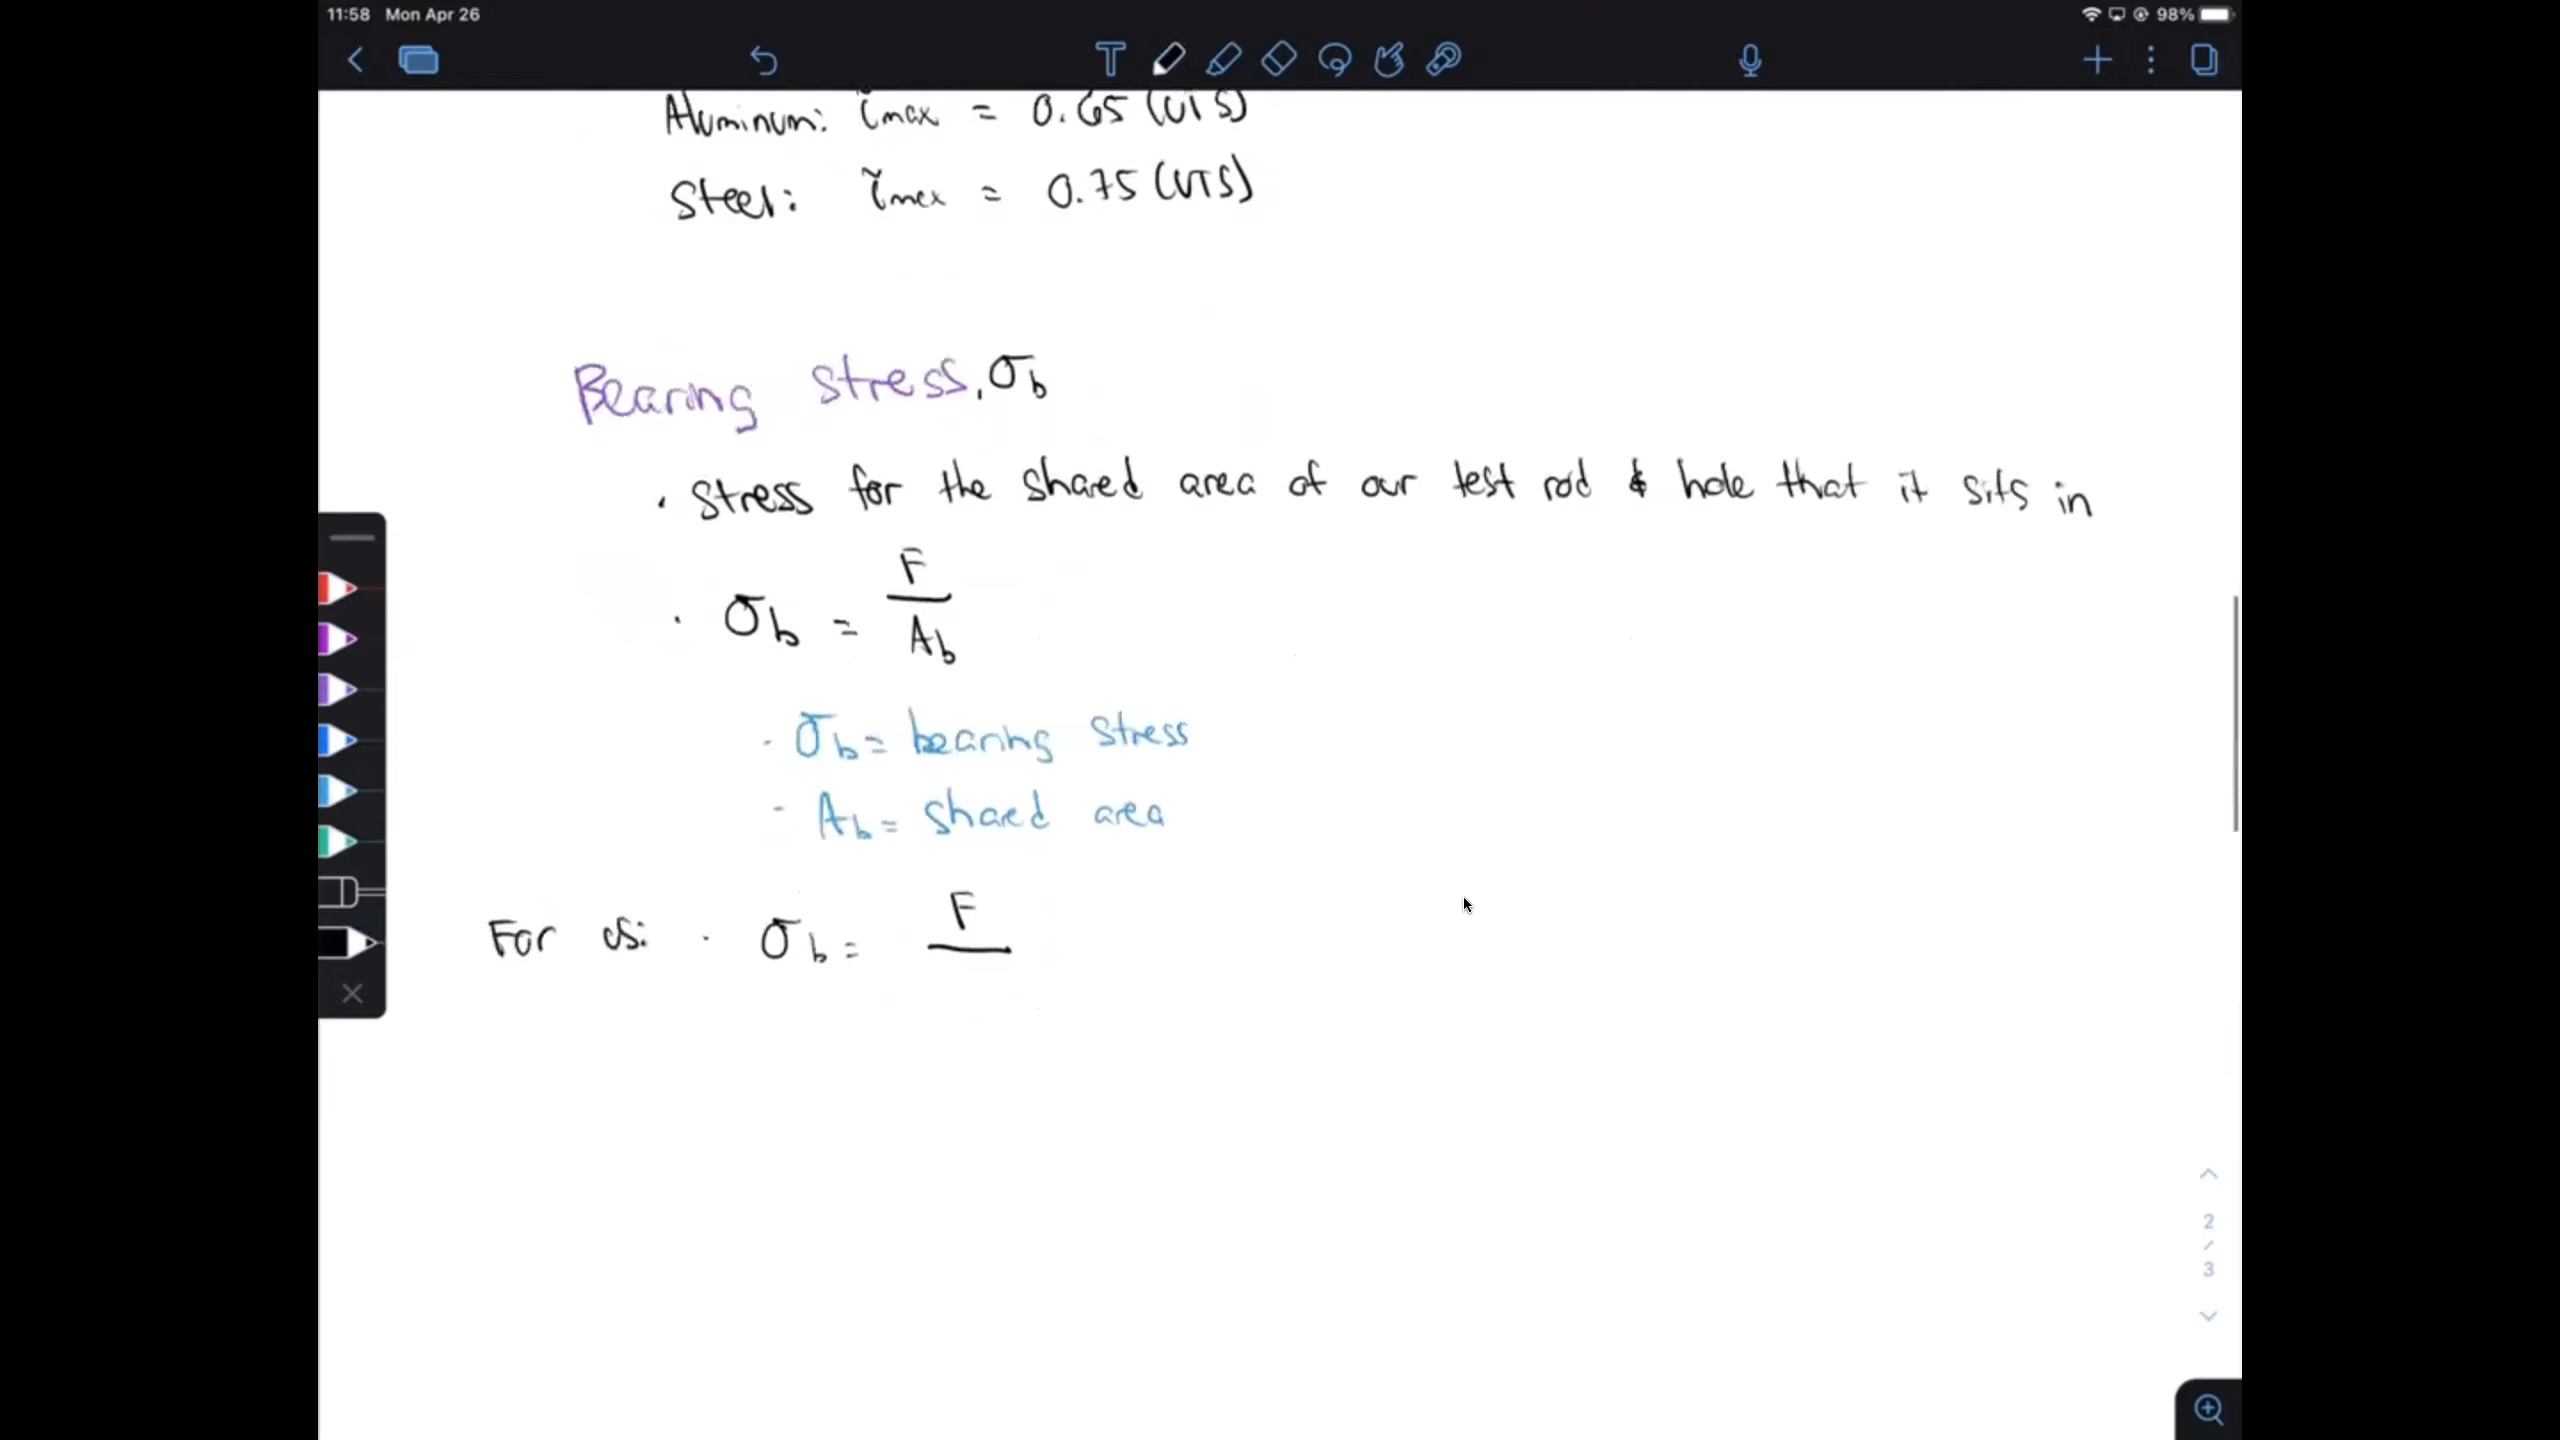 11:58 Mon Apr 26 98%
Aluminum: τmax = 0.65 (UTS)
Steel: τmax = 0.75 (UTS)
Bearing stress, σb
· Stress for the shared area of our test rod & hole that it sits in
· σb = F / Ab
- σb = bearing stress
- Ab = shared area
For us: · σb = F /
2 / 3